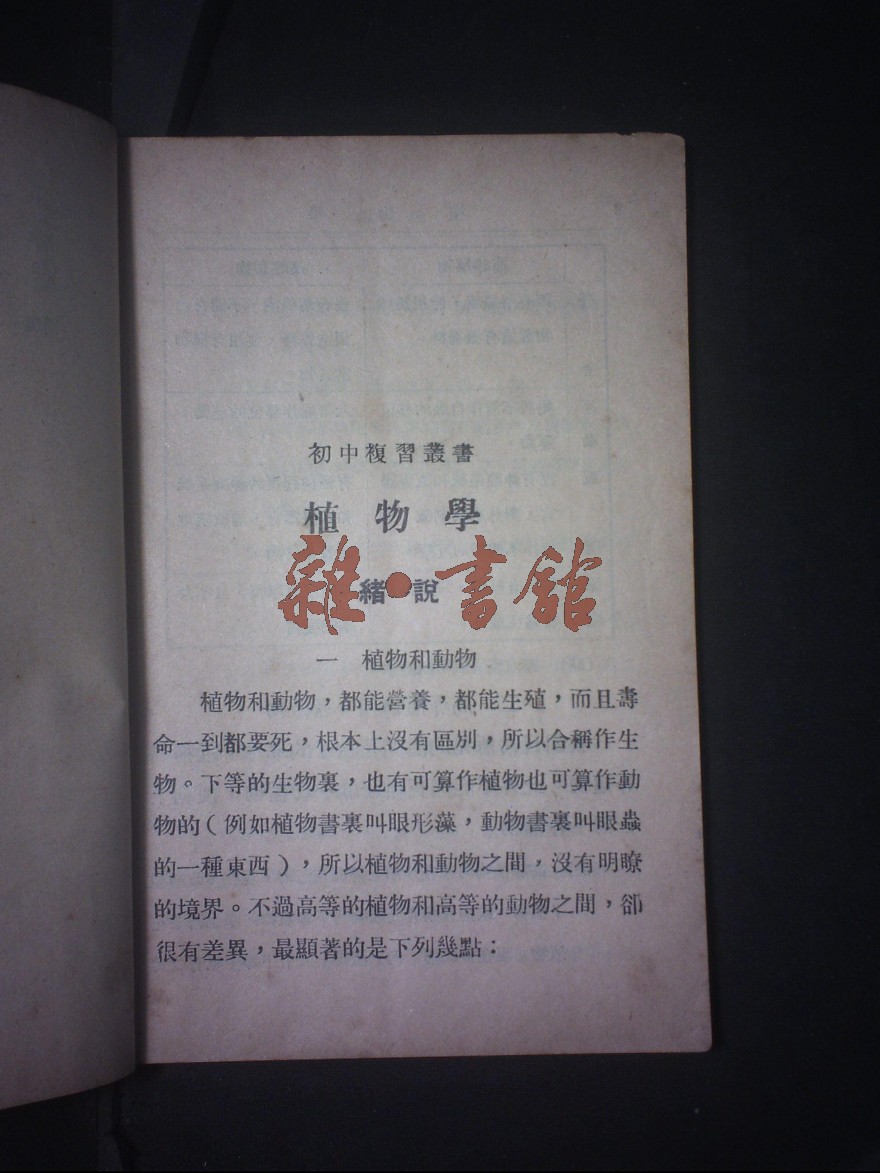 初中複習叢書
植物學
雜·書館
緒說
一 植物和動物
植物和動物，都能營養，都能生殖，而且壽
命一到都要死，根本上沒有區別，所以合稱作生
物。下等的生物裏，也有可算作植物也可算作動
物的（例如植物書裏叫眼形藻，動物書裏叫眼蟲
的一種東西），所以植物和動物之間，沒有明瞭
的境界。不過高等的植物和高等的動物之間，卻
很有差異，最顯著的是下列幾點：